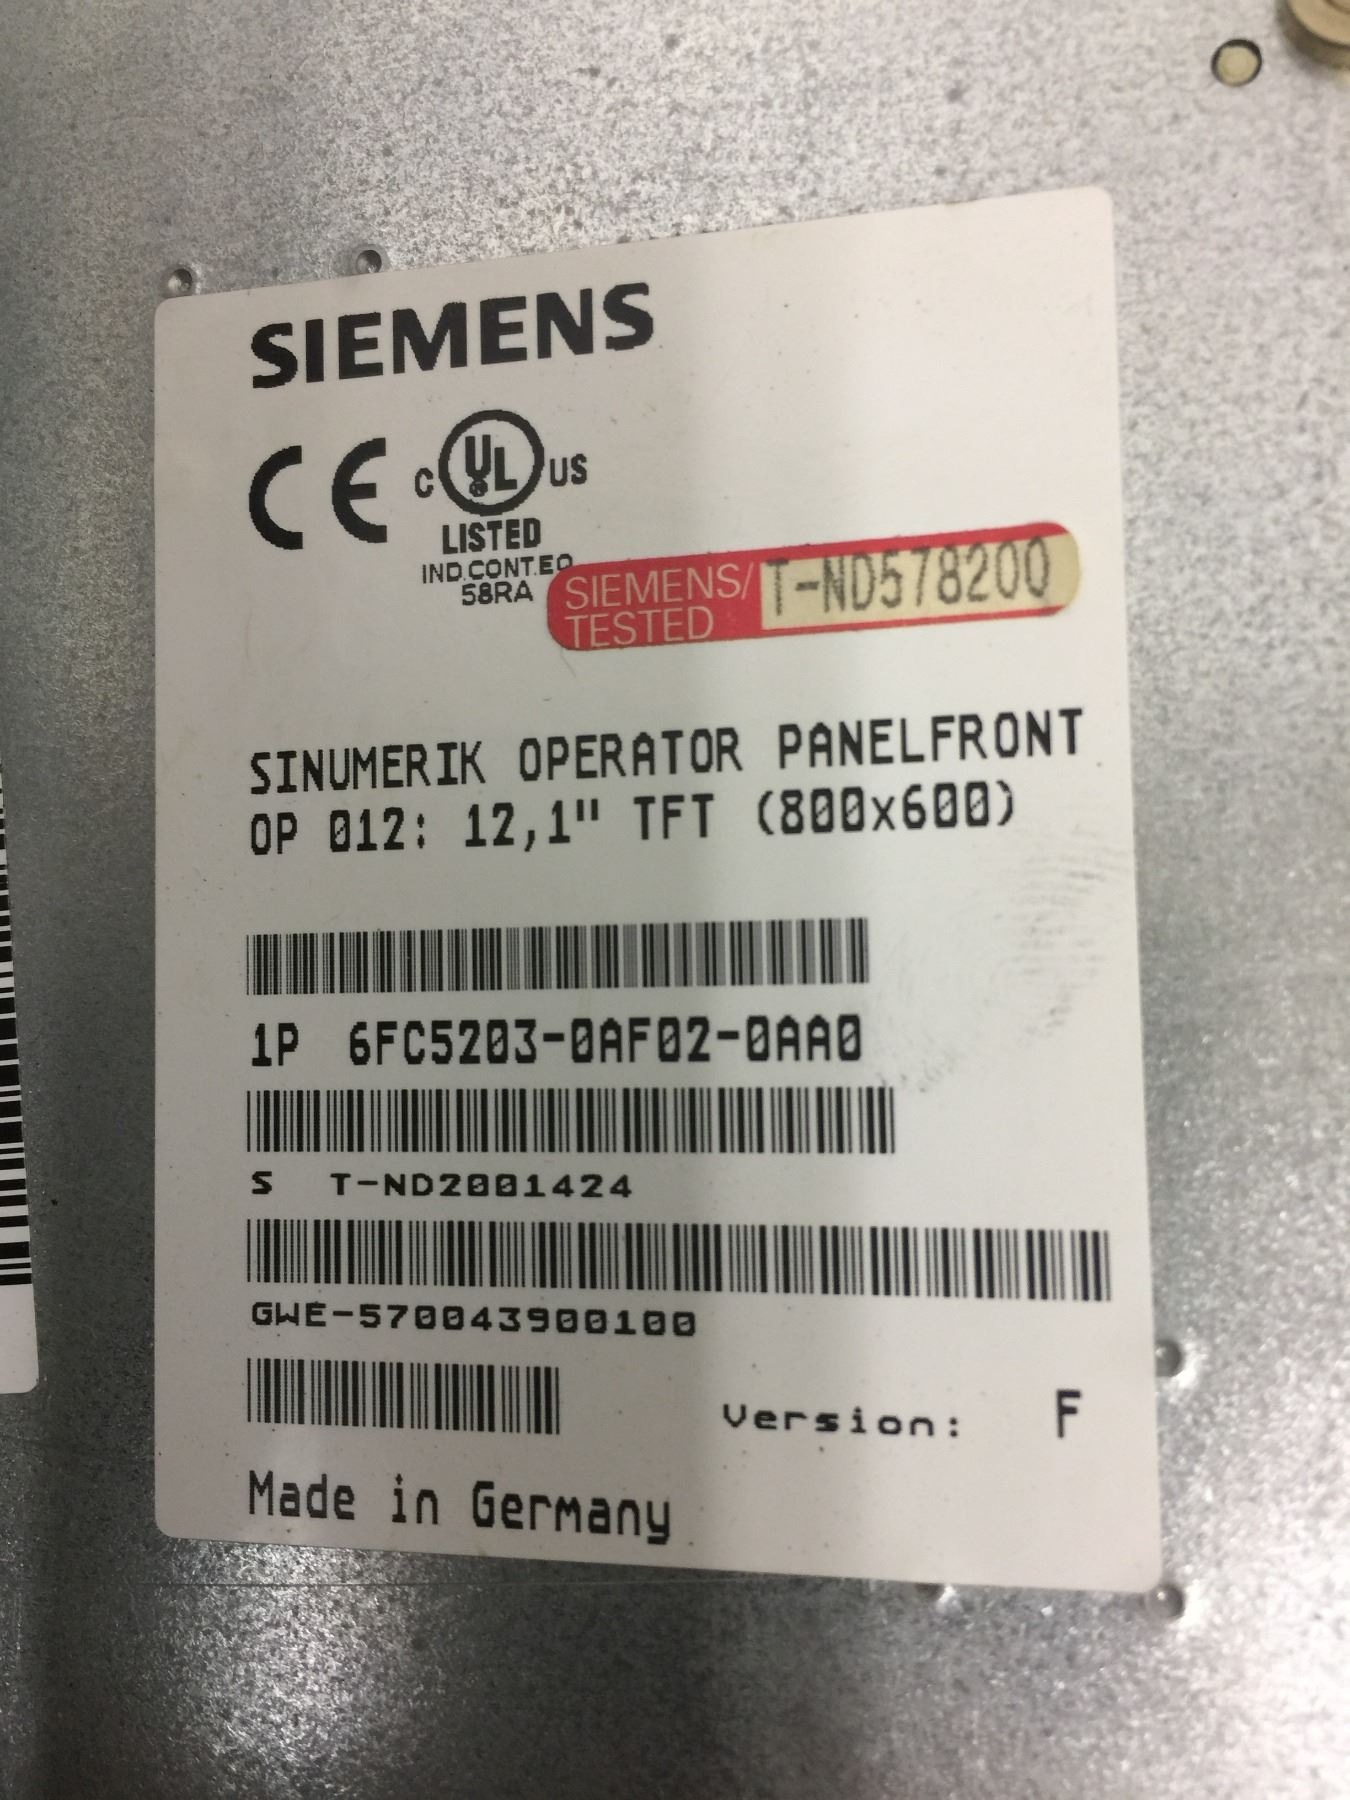 SIEMENS
CE C UL US
LISTED
IND.CONT.EQ
58RA
SIEMENS/
TESTED
T-ND578200
SINUMERIK OPERATOR PANELFRONT
OP 012: 12,1" TFT (800x600)
1P 6FC5203-0AF02-0AA0
S T-ND2001424
GWE-570043900100
Version: F
Made in Germany